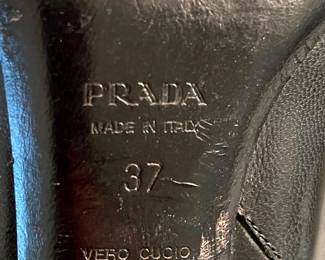 PRADA
MADE IN ITALY
37
VERO CUOIO